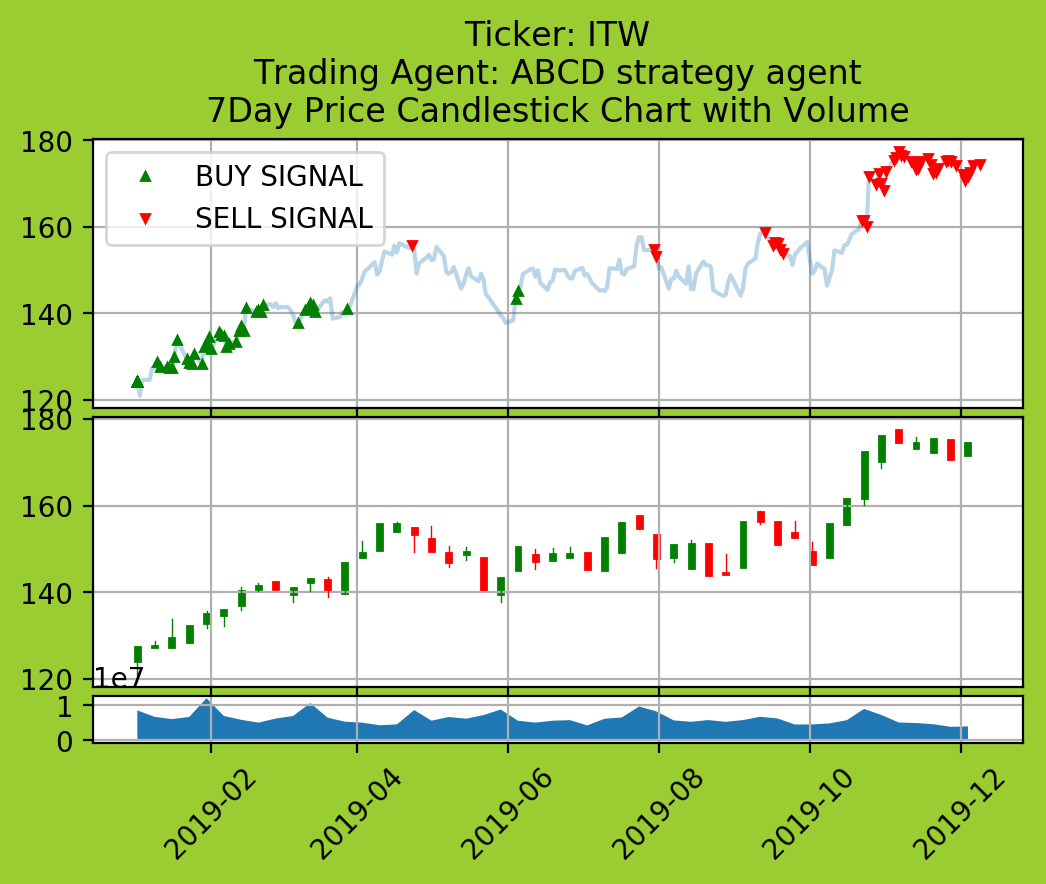 Ticker: ITW
Trading Agent: ABCD strategy agent
7Day Price Candlestick Chart with Volume
180
160
140
120
BUY SIGNAL
SELL SIGNAL
180
160
140
120
1e7
1
0
2019-02
2019-04
2019-06
2019-08
2019-10
2019-12